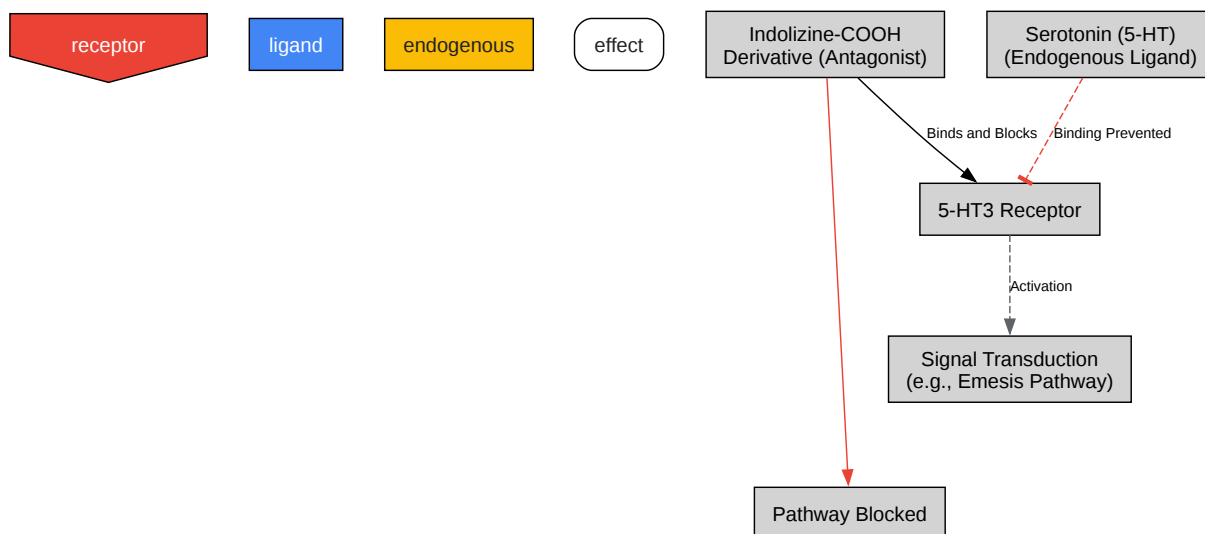 receptor
ligand
endogenous
effect
Indolizine-COOH
Derivative (Antagonist)
Serotonin (5-HT)
(Endogenous Ligand)
Binds and Blocks
Binding Prevented
5-HT3 Receptor
Activation
Signal Transduction
(e.g., Emesis Pathway)
Pathway Blocked